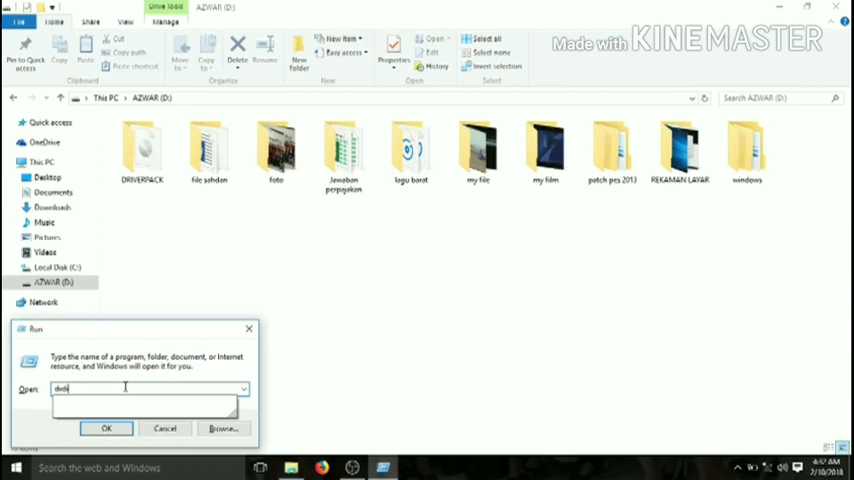 Drive Tools
AZWAR (D:)
File
Home
Share
View
Manage
Made with KINEMASTER
Pin to Quick access
Copy
Paste
Cut
Copy path
Paste shortcut
Clipboard
Move to
Copy to
Delete
Rename
Organize
New folder
New item
Easy access
New
Properties
Open
Edit
History
Open
Select all
Select none
Invert selection
Select
This PC
AZWAR (D:)
Search AZWAR (D:)
Quick access
OneDrive
This PC
Desktop
Documents
Downloads
Music
Pictures
Videos
Local Disk (C:)
AZWAR (D:)
Network
DRIVERPACK
file sahdan
foto
Jawaban perpajakan
lagu barat
my file
my film
patch pes 2013
REKAMAN LAYAR
windows
Run
Type the name of a program, folder, document, or Internet
resource, and Windows will open it for you.
Open:
OK
Cancel
Browse...
Search the web and Windows
4:37 AM
2/10/2018